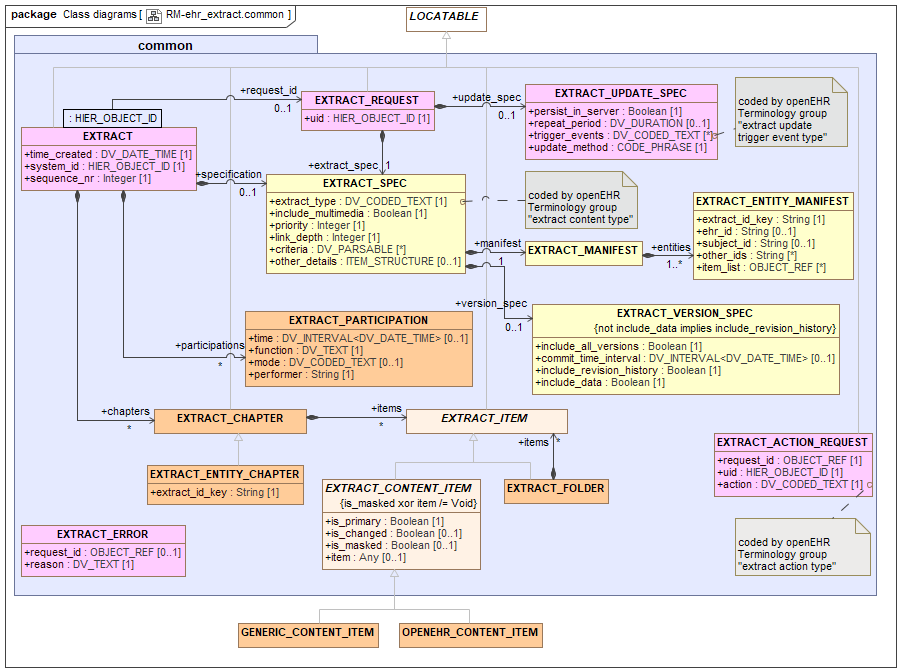 package Class diagrams [ RM-ehr_extract.common ]
LOCATABLE
common
+request_id
0..1
: HIER_OBJECT_ID
EXTRACT
+time_created : DV_DATE_TIME [1]
+system_id : HIER_OBJECT_ID [1]
+sequence_nr : Integer [1]
EXTRACT_REQUEST
+uid : HIER_OBJECT_ID [1]
+update_spec
0..1
EXTRACT_UPDATE_SPEC
+persist_in_server : Boolean [1]
+repeat_period : DV_DURATION [0..1]
+trigger_events : DV_CODED_TEXT [*]
+update_method : CODE_PHRASE [1]
coded by openEHR
Terminology group
"extract update
trigger event type"
+extract_spec
1
+specification
0..1
EXTRACT_SPEC
+extract_type : DV_CODED_TEXT [1]
+include_multimedia : Boolean [1]
+priority : Integer [1]
+link_depth : Integer [1]
+criteria : DV_PARSABLE [*]
+other_details : ITEM_STRUCTURE [0..1]
coded by openEHR
Terminology group
"extract content type"
+manifest
1
EXTRACT_MANIFEST
+entities
1..*
EXTRACT_ENTITY_MANIFEST
+extract_id_key : String [1]
+ehr_id : String [0..1]
+subject_id : String [0..1]
+other_ids : String [*]
+item_list : OBJECT_REF [*]
+version_spec
0..1
EXTRACT_VERSION_SPEC
{not include_data implies include_revision_history}
+include_all_versions : Boolean [1]
+commit_time_interval : DV_INTERVAL<DV_DATE_TIME> [0..1]
+include_revision_history : Boolean [1]
+include_data : Boolean [1]
+participations
*
EXTRACT_PARTICIPATION
+time : DV_INTERVAL<DV_DATE_TIME> [0..1]
+function : DV_TEXT [1]
+mode : DV_CODED_TEXT [0..1]
+performer : String [1]
+chapters
*
EXTRACT_CHAPTER
+items
*
EXTRACT_ITEM
+items
*
EXTRACT_ENTITY_CHAPTER
+extract_id_key : String [1]
EXTRACT_CONTENT_ITEM
{is_masked xor item /= Void}
+is_primary : Boolean [1]
+is_changed : Boolean [0..1]
+is_masked : Boolean [0..1]
+item : Any [0..1]
EXTRACT_FOLDER
EXTRACT_ACTION_REQUEST
+request_id : OBJECT_REF [1]
+uid : HIER_OBJECT_ID [1]
+action : DV_CODED_TEXT [1]
coded by openEHR
Terminology group
"extract action type"
EXTRACT_ERROR
+request_id : OBJECT_REF [0..1]
+reason : DV_TEXT [1]
GENERIC_CONTENT_ITEM
OPENEHR_CONTENT_ITEM